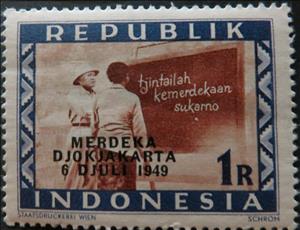 REPUBLIK
tjintailah
kemerdekaan
sukarno
MERDEKA
DJOKJAKARTA
6 DJULI 1949
1R
INDONESIA
STAATSDRUCKEREI WIEN
SCHRÖN